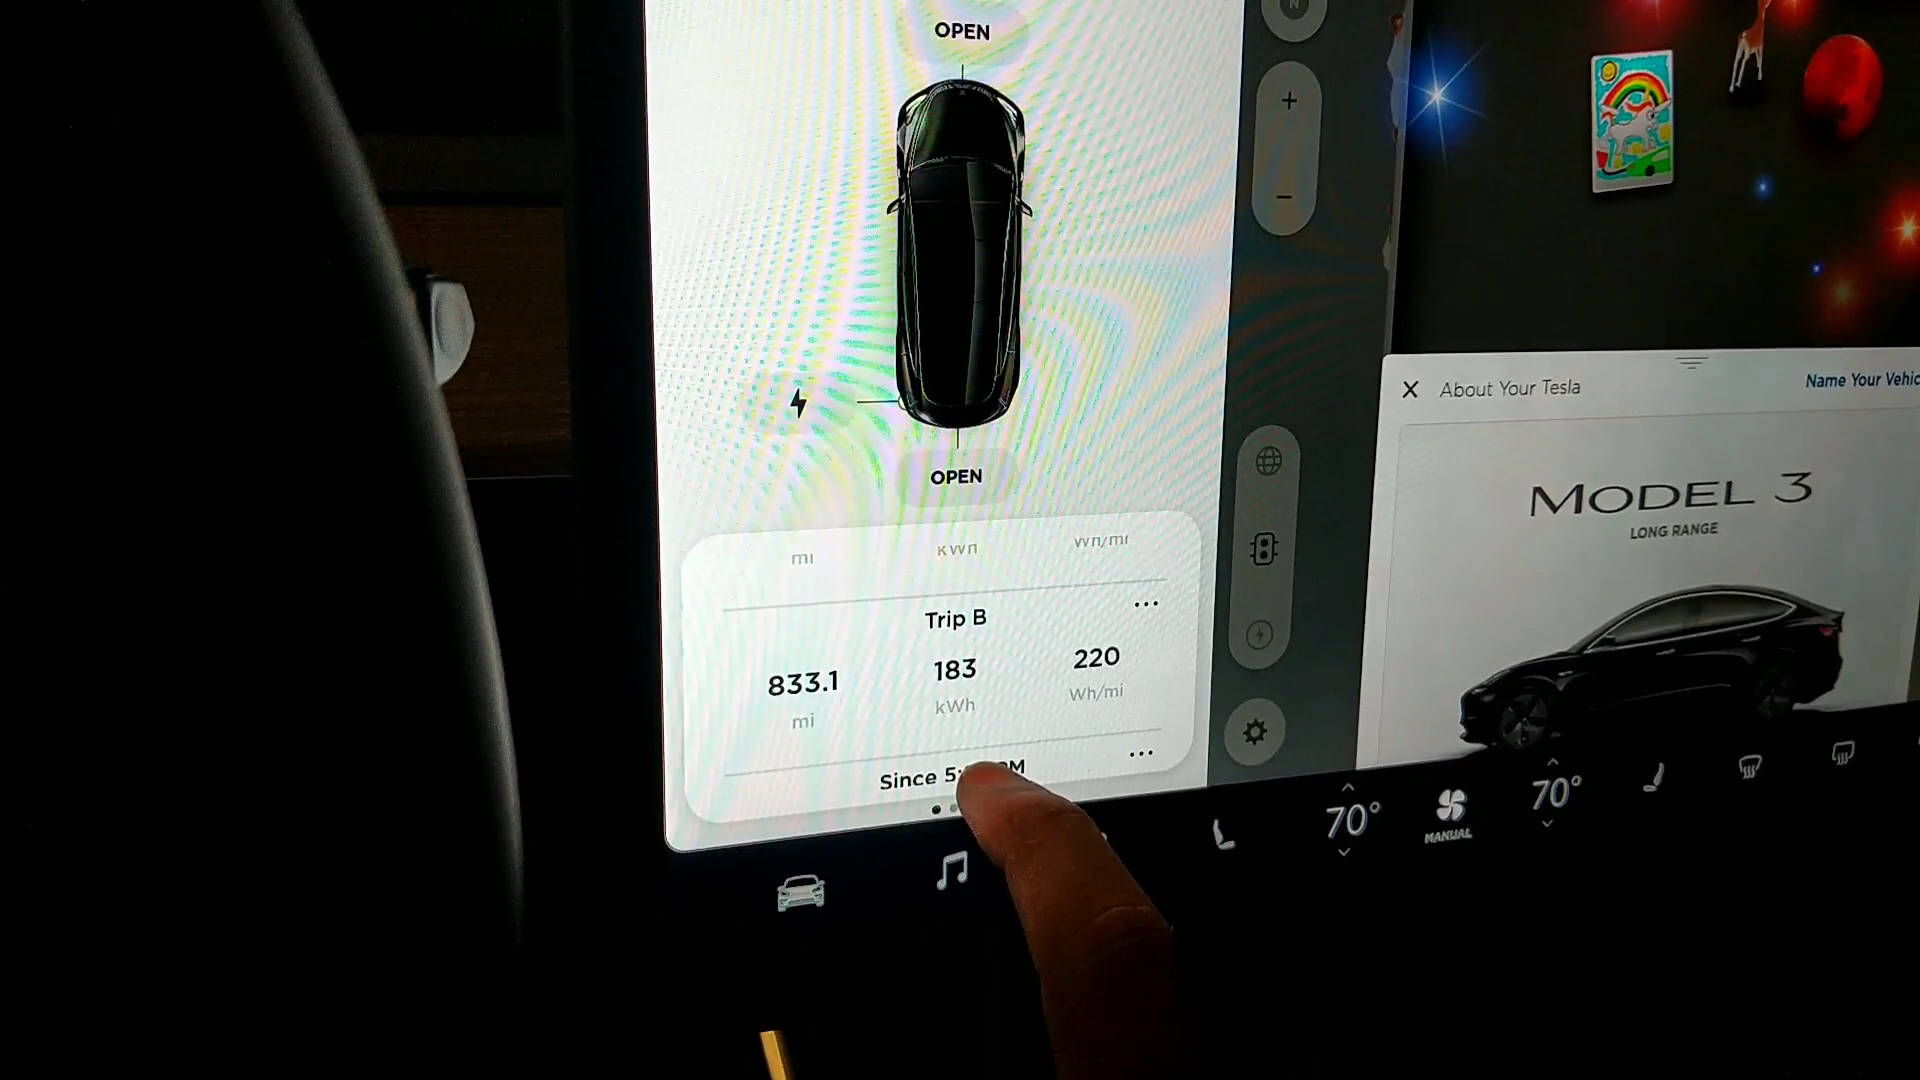 OPEN
N
+
−
OPEN
mi
kWh
Wh/mi
Trip B
...
833.1
183
220
mi
kWh
Wh/mi
Since
...
X About Your Tesla
Name Your
MODEL 3
LONG RANGE
70°
MANUAL
70°